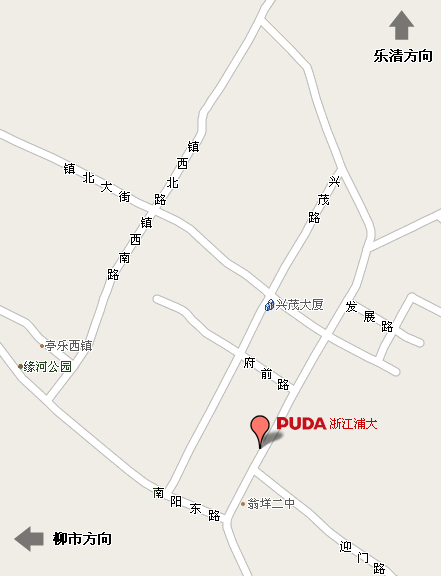 乐清方向
镇北大街
镇西北路
兴茂路
镇西南路
兴茂大厦
发展路
亭乐西镇
缘河公园
府前路
PUDA 浙江浦大
南阳东路
翁垟二中
柳市方向
迎门路